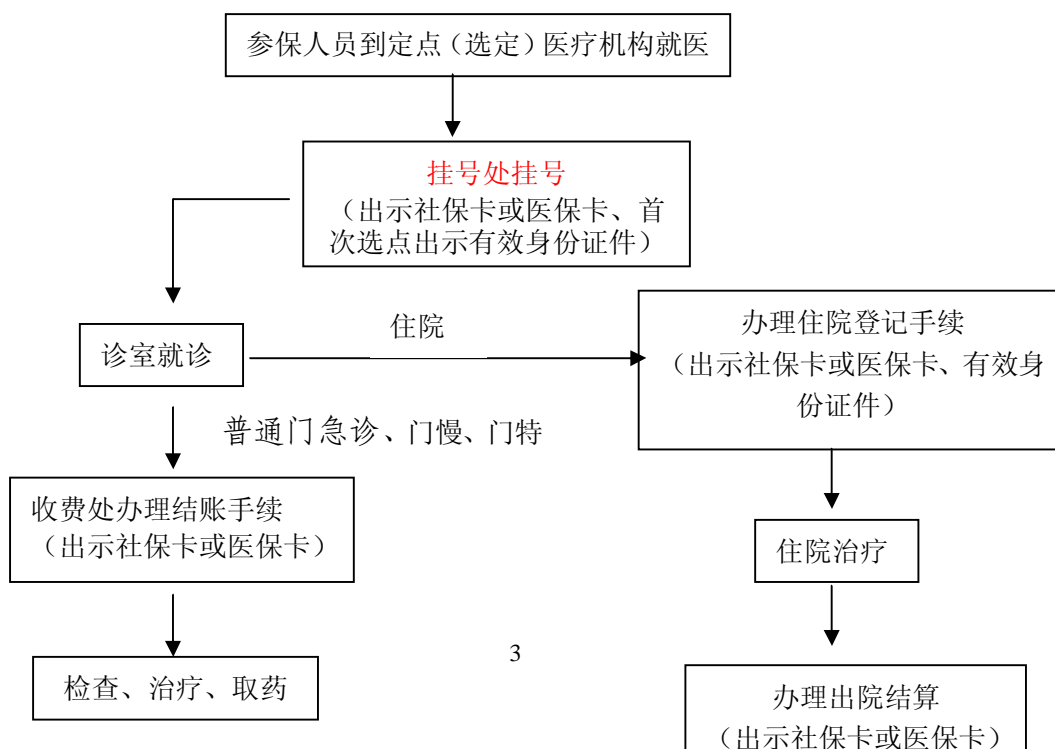 参保人员到定点（选定）医疗机构就医
挂号处挂号
（出示社保卡或医保卡、首
次选点出示有效身份证件）
诊室就诊
住院
办理住院登记手续
（出示社保卡或医保卡、有效身
份证件）
普通门急诊、门慢、门特
收费处办理结账手续
（出示社保卡或医保卡）
住院治疗
检查、治疗、取药
3
办理出院结算
（出示社保卡或医保卡）